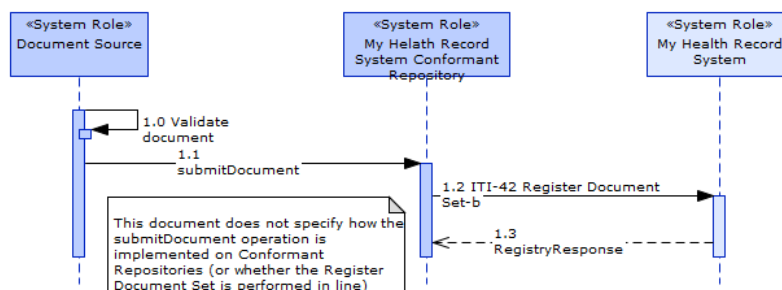 «System Role»
Document Source
«System Role»
My Helath Record
System Conformant
Repository
«System Role»
My Health Record
System
1.0 Validate
document
1.1
submitDocument
1.2 ITI-42 Register Document
Set-b
1.3
RegistryResponse
This document does not specify how the
submitDocument operation is
implemented on Conformant
Repositories (or whether the Register
Document Set is performed in line)